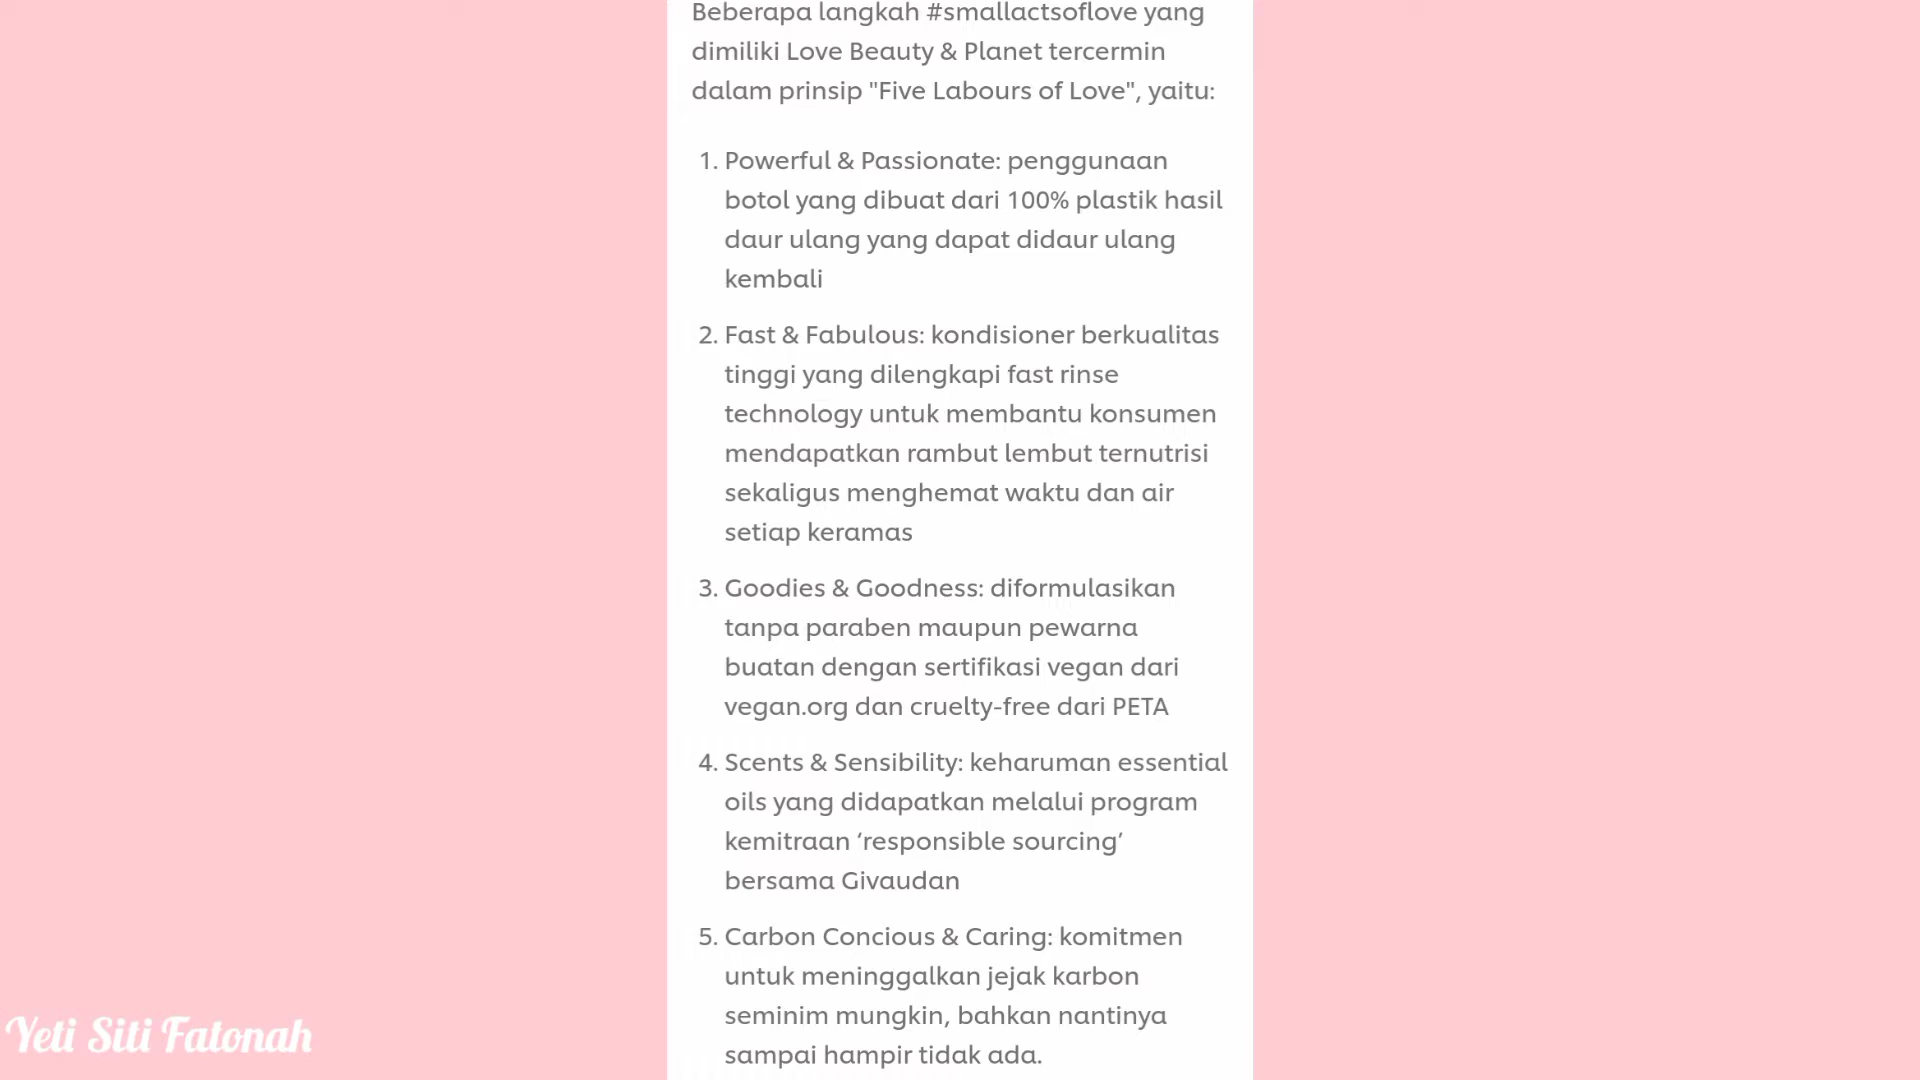 Beberapa langkah #smallactsoflove yang
dimiliki Love Beauty & Planet tercermin
dalam prinsip "Five Labours of Love", yaitu:
1. Powerful & Passionate: penggunaan
botol yang dibuat dari 100% plastik hasil
daur ulang yang dapat didaur ulang
kembali
2. Fast & Fabulous: kondisioner berkualitas
tinggi yang dilengkapi fast rinse
technology untuk membantu konsumen
mendapatkan rambut lembut ternutrisi
sekaligus menghemat waktu dan air
setiap keramas
3. Goodies & Goodness: diformulasikan
tanpa paraben maupun pewarna
buatan dengan sertifikasi vegan dari
vegan.org dan cruelty-free dari PETA
4. Scents & Sensibility: keharuman essential
oils yang didapatkan melalui program
kemitraan ‘responsible sourcing’
bersama Givaudan
5. Carbon Concious & Caring: komitmen
untuk meninggalkan jejak karbon
seminim mungkin, bahkan nantinya
sampai hampir tidak ada.
Yeti Siti Fatonah